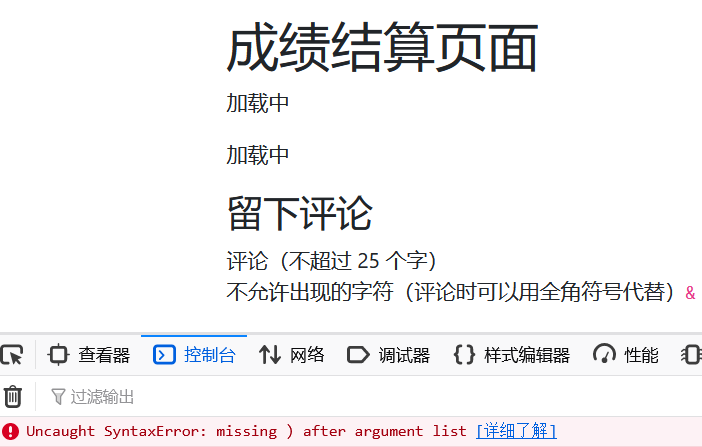 成绩结算页面
加载中
加载中
留下评论
评论（不超过 25 个字）
不允许出现的字符（评论时可以用全角符号代替）&
查看器 控制台 网络 调试器 样式编辑器 性能
过滤输出
Uncaught SyntaxError: missing ) after argument list [详细了解]